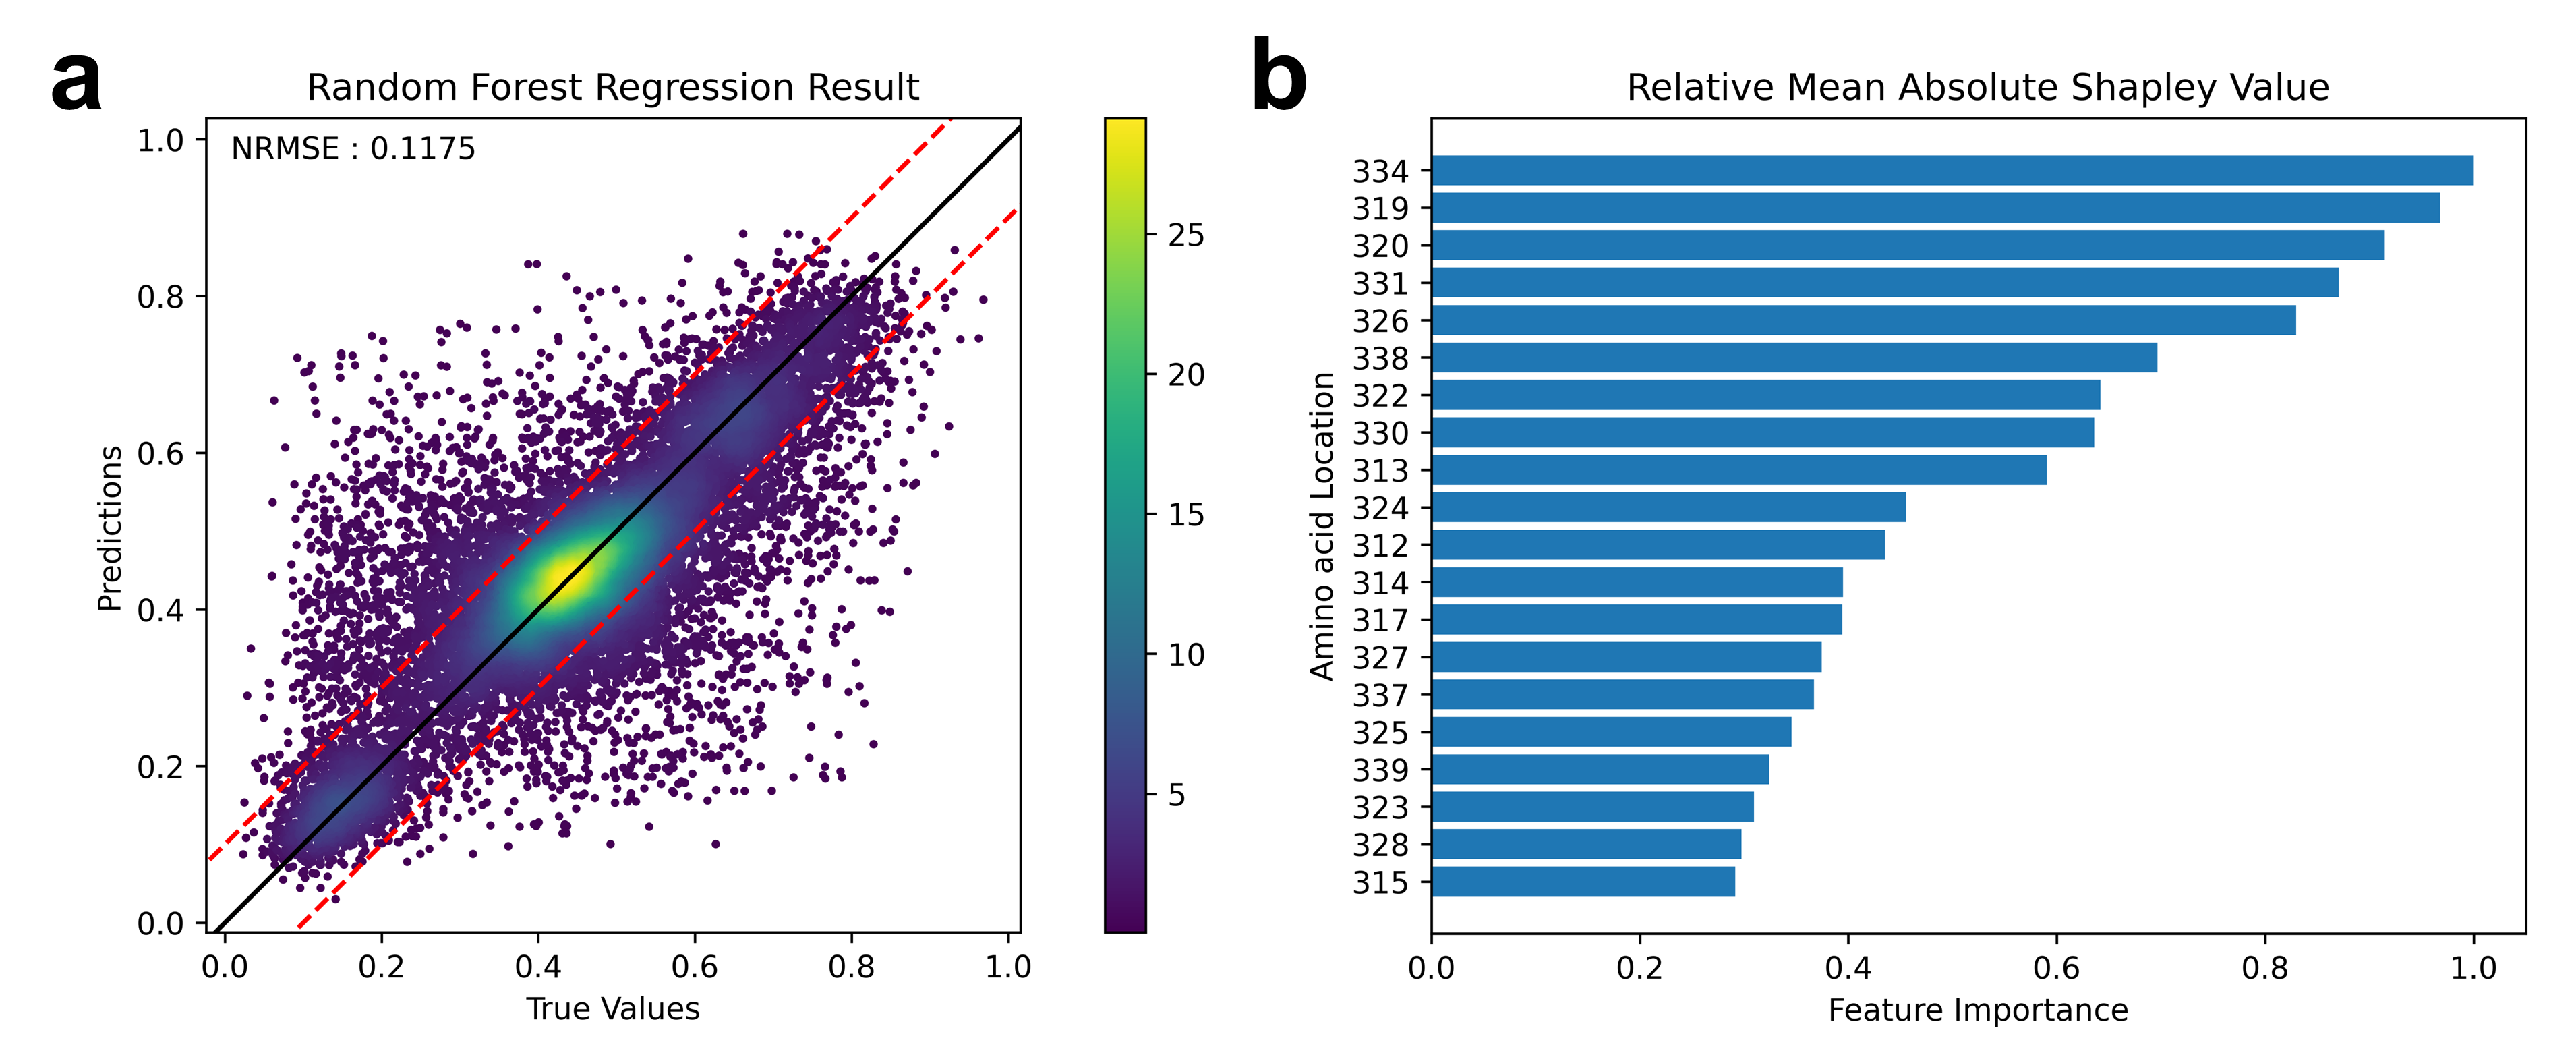 a
Random Forest Regression Result
NRMSE : 0.1175
1.0
0.8
0.6
0.4
0.2
0.0
Predictions
0.0 0.2 0.4 0.6 0.8 1.0
True Values
25
20
15
10
5
b
Relative Mean Absolute Shapley Value
Amino acid Location
334
319
320
331
326
338
322
330
313
324
312
314
317
327
337
325
339
323
328
315
0.0 0.2 0.4 0.6 0.8 1.0
Feature Importance